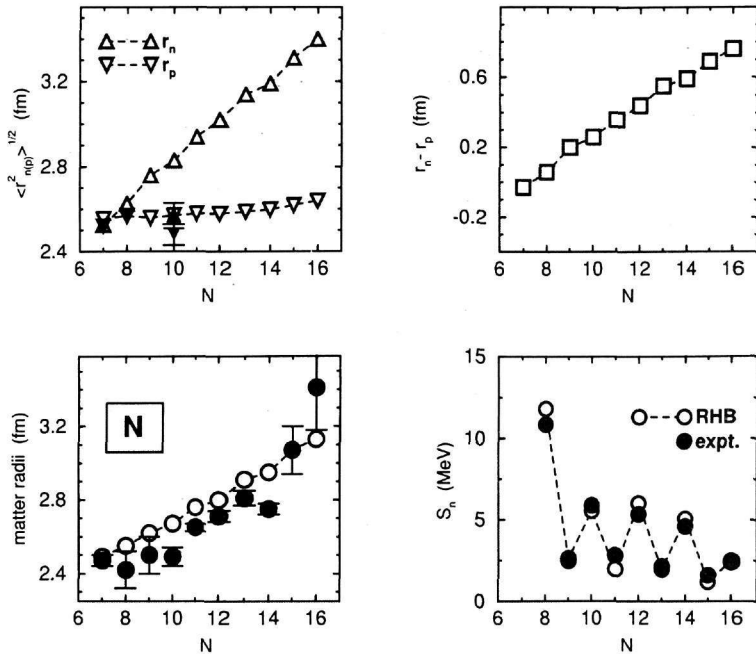 r_n
r_p
<r²_n(p)>^1/2 (fm)
3.2
2.8
2.4
6 8 10 12 14 16
N
r_n- r_p (fm)
0.6
0.2
-0.2
6 8 10 12 14 16
N
matter radii (fm)
N
3.2
2.8
2.4
6 8 10 12 14 16
N
S_n (MeV)
15
10
5
0
RHB
expt.
6 8 10 12 14 16
N